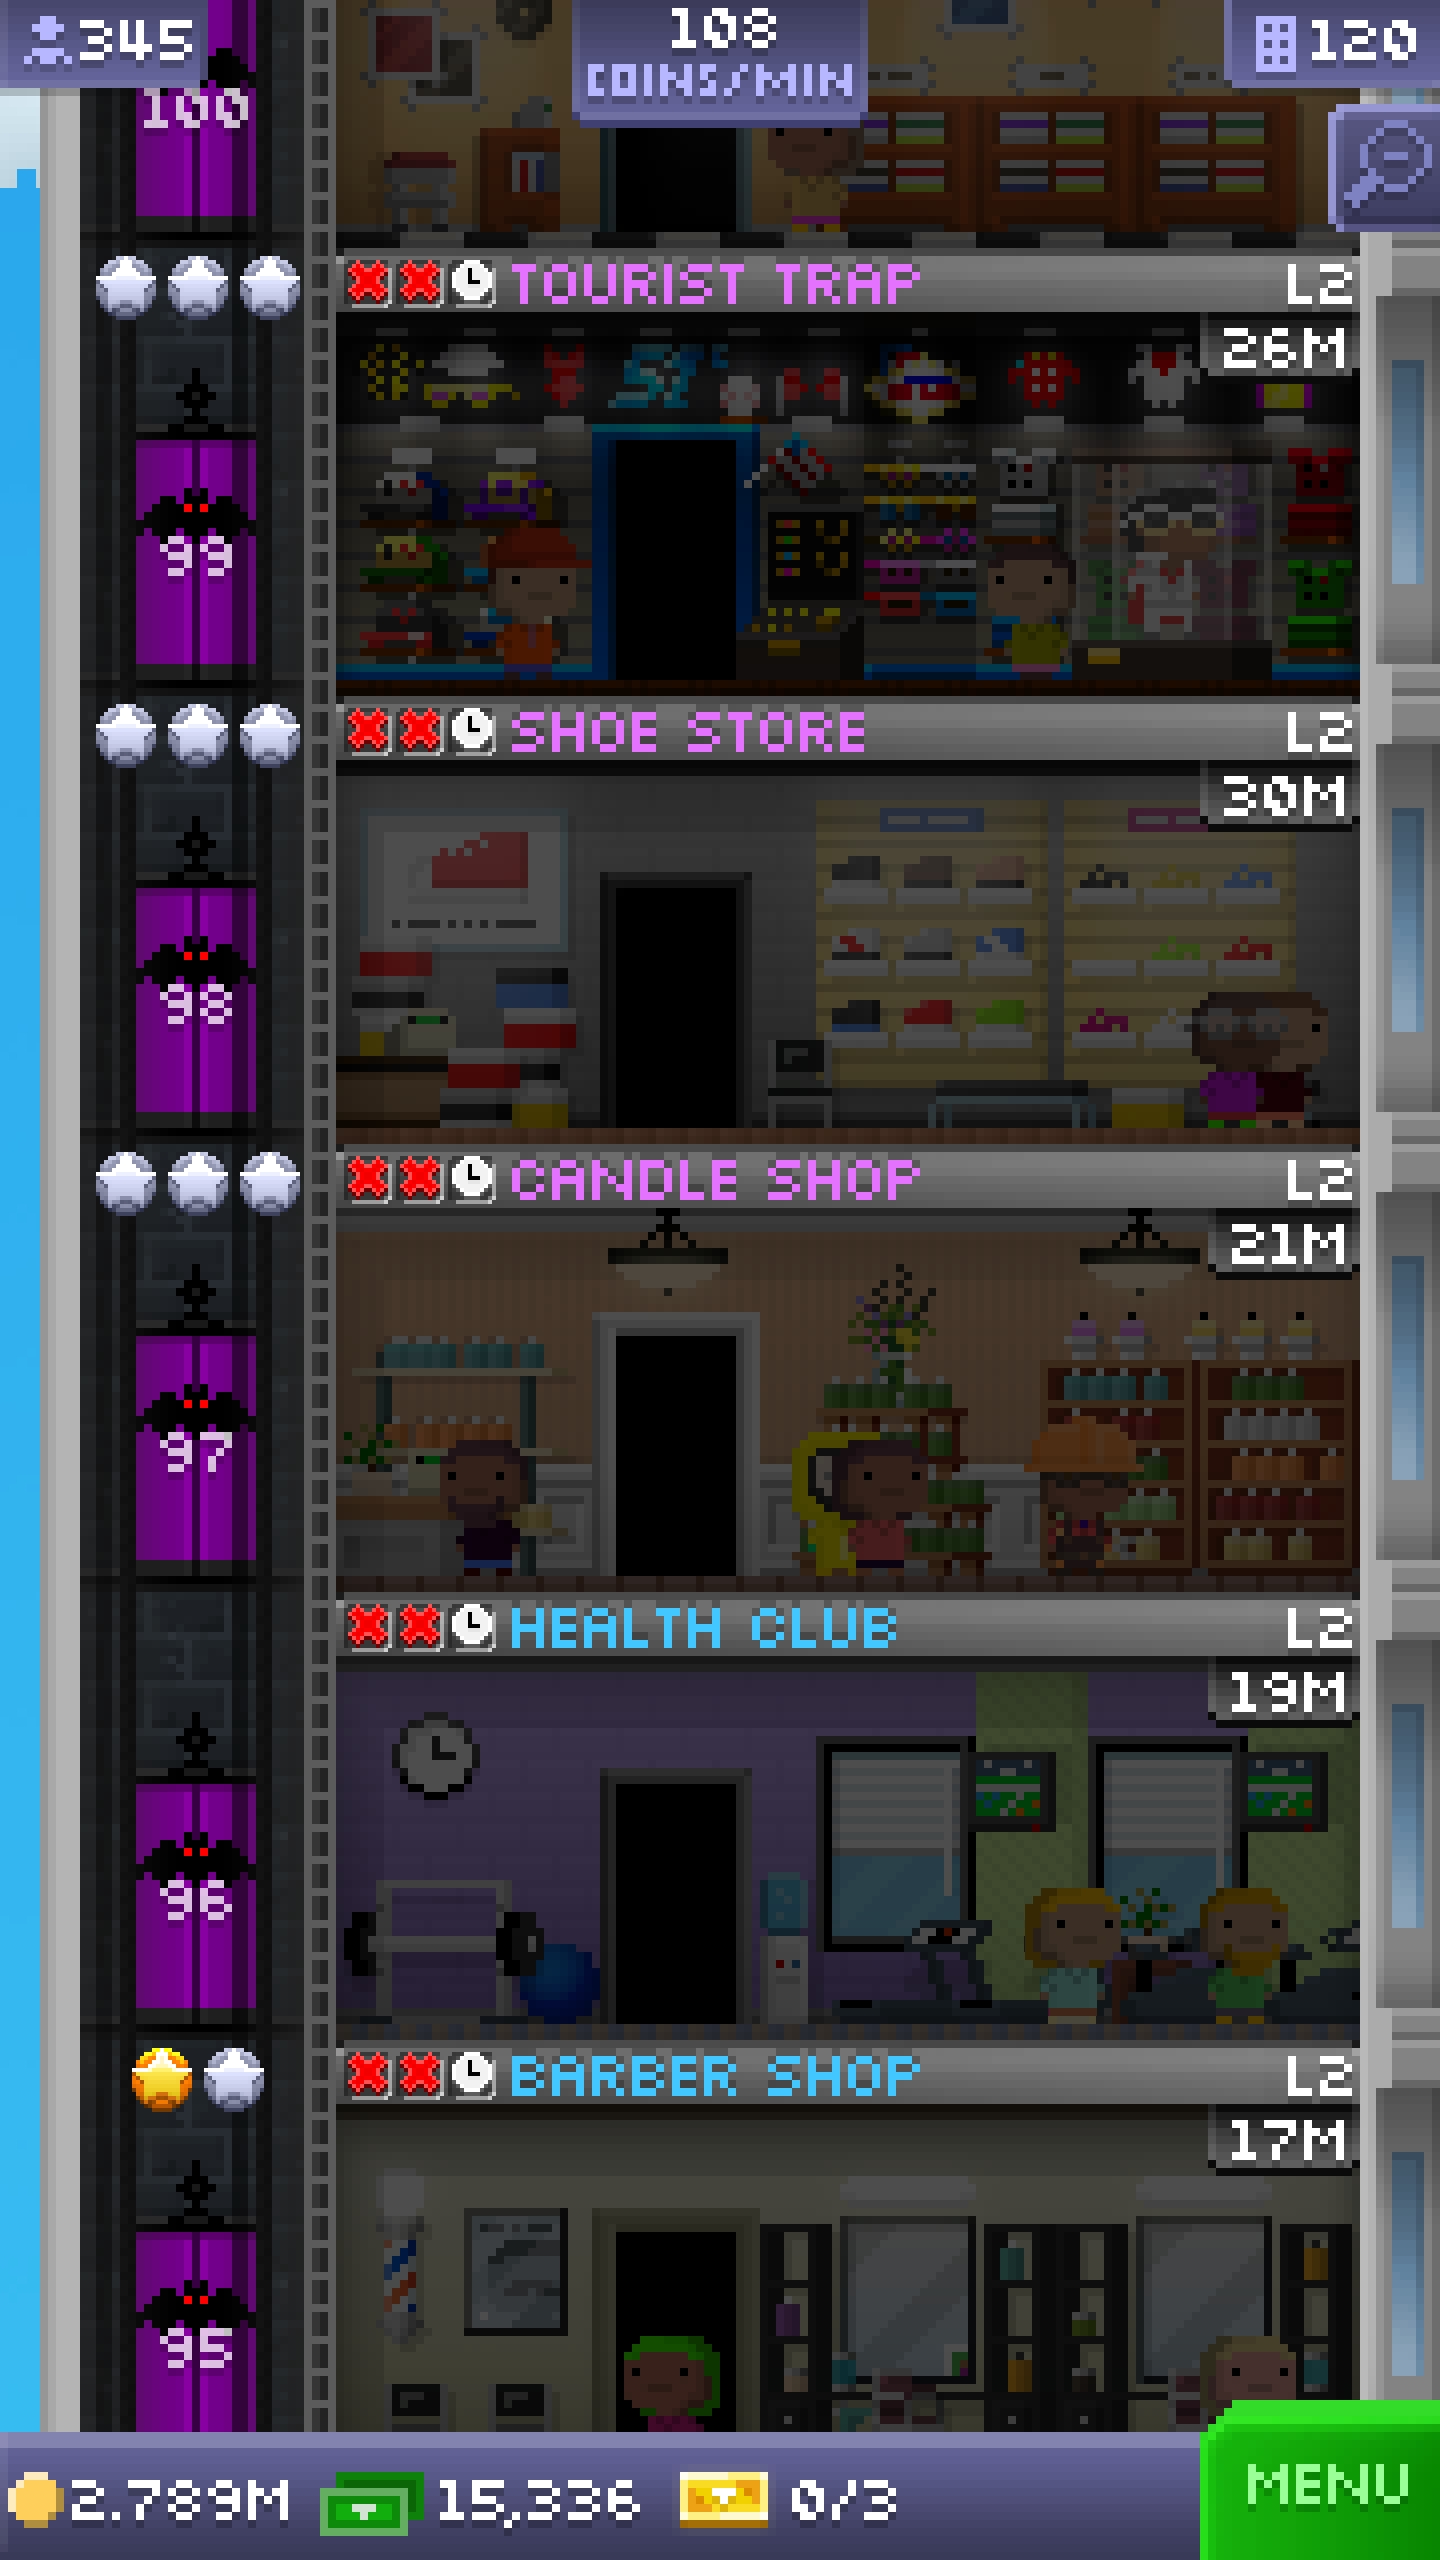 345
108
COINS/MIN
120
100
TOURIST TRAP
L2
26M
99
SHOE STORE
L2
30M
98
CANDLE SHOP
L2
21M
97
HEALTH CLUB
L2
19M
96
BARBER SHOP
L2
17M
95
2.789M
15,336
0/3
MENU